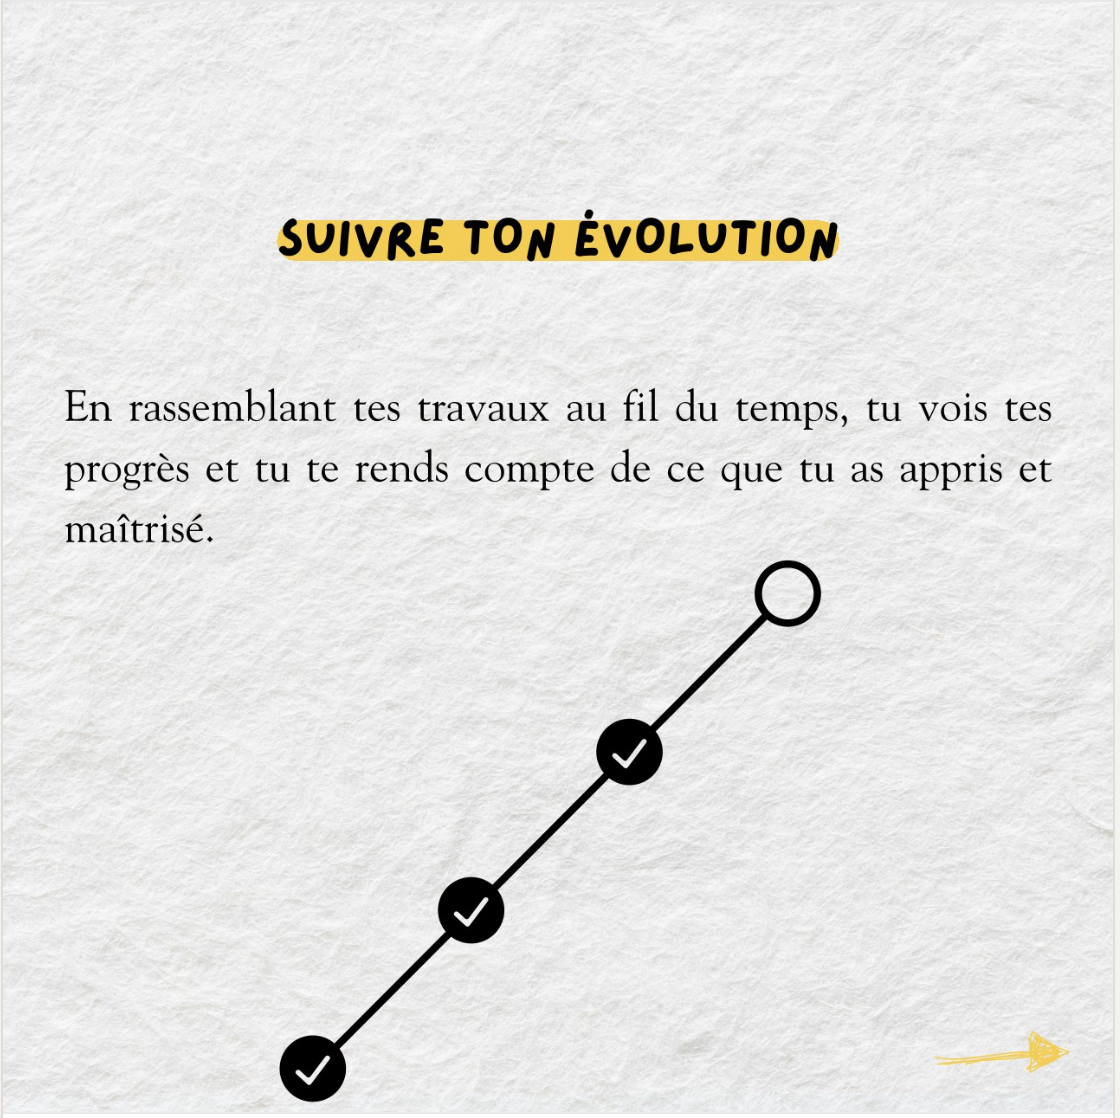 SUIVRE TON ÉVOLUTION
En rassemblant tes travaux au fil du temps, tu vois tes
progrès et tu te rends compte de ce que tu as appris et
maîtrisé.